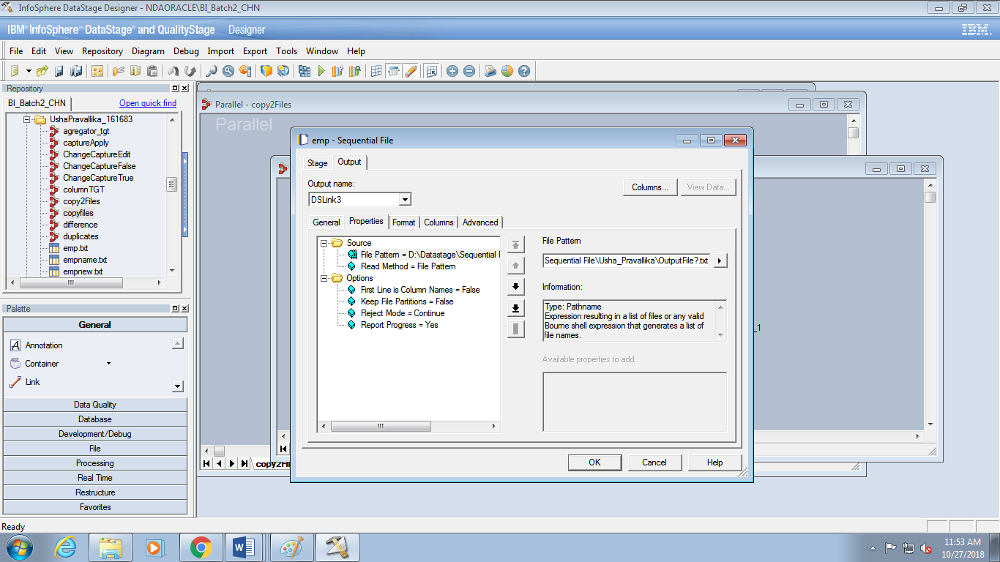 InfoSphere DataStage Designer - NDAORACLE\BI_Batch2_CHN
IBM® InfoSphere™ DataStage® and QualityStage Designer
IBM.
File Edit View Repository Diagram Debug Import Export Tools Window Help
Repository
BI_Batch2_CHN
Open quick find
UshaPravallika_161683
agregator_tgt
captureApply
ChangeCaptureEdit
ChangeCaptureFalse
ChangeCaptureTrue
columnTGT
copy2Files
copyfiles
difference
duplicates
emp.txt
empname.txt
empnew.txt
Palette
General
Annotation
Container
Link
Data Quality
Database
Development/Debug
File
Processing
Real Time
Restructure
Favorites
Parallel - copy2Files
Parallel
copy2Fil
_1
emp - Sequential File
Stage Output
Output name:
DSLink3
Columns... View Data...
General Properties Format Columns Advanced
Source
File Pattern = D:\Datastage\Sequential F
Read Method = File Pattern
Options
First Line is Column Names = False
Keep File Partitions = False
Reject Mode = Continue
Report Progress = Yes
File Pattern
Sequential File\Usha_Pravallika\OutputFile?.txt
Information:
Type: Pathname
Expression resulting in a list of files or any valid
Bourne shell expression that generates a list of
file names.
Available properties to add:
OK Cancel Help
Ready
11:53 AM
10/27/2018